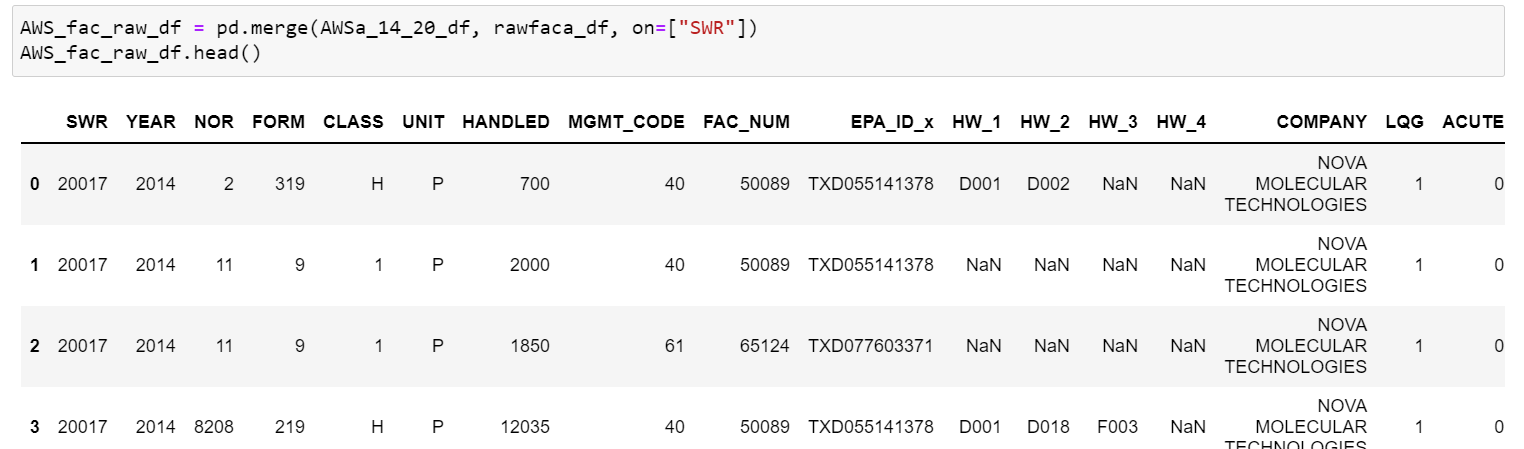 AWS_fac_raw_df = pd.merge(AWSa_14_20_df, rawfaca_df, on=["SWR"])
AWS_fac_raw_df.head()
SWR YEAR NOR FORM CLASS UNIT HANDLED MGMT_CODE FAC_NUM EPA_ID_x HW_1 HW_2 HW_3 HW_4 COMPANY LQG ACUTE
NOVA
0 20017 2014 2 319 H P 700 40 50089 TXD055141378 D001 D002 NaN NaN MOLECULAR 1 0
TECHNOLOGIES
NOVA
1 20017 2014 11 9 1 P 2000 40 50089 TXD055141378 NaN NaN NaN NaN MOLECULAR 1 0
TECHNOLOGIES
NOVA
2 20017 2014 11 9 1 P 1850 61 65124 TXD077603371 NaN NaN NaN NaN MOLECULAR 1 0
TECHNOLOGIES
NOVA
3 20017 2014 8208 219 H P 12035 40 50089 TXD055141378 D001 D018 F003 NaN MOLECULAR 1 0
TECHNOLOGIES